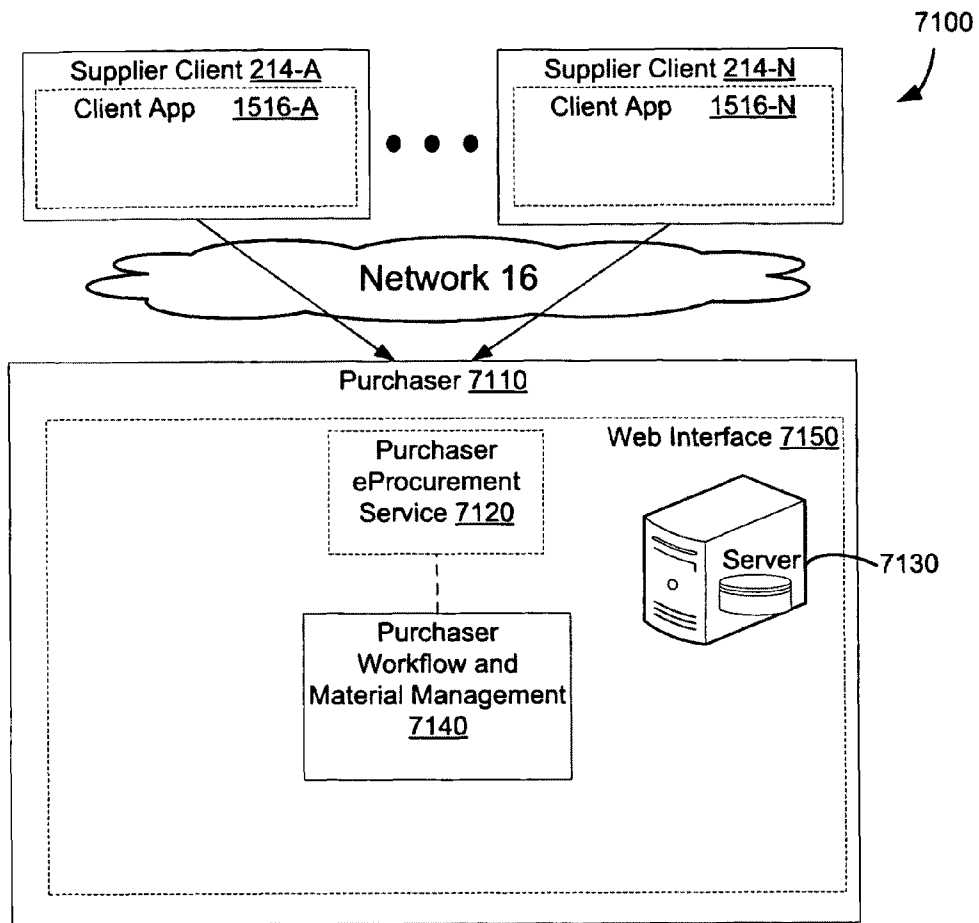 7100
Supplier Client 214-A
Client App 1516-A
Supplier Client 214-N
Client App 1516-N
Network 16
Purchaser 7110
Web Interface 7150
Purchaser
eProcurement
Service 7120
Server
7130
Purchaser
Workflow and
Material Management
7140